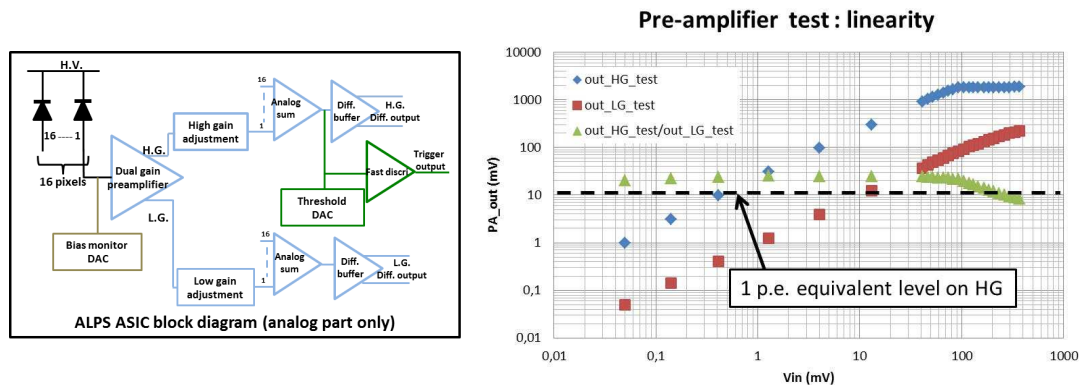 H.V.
16 ----- 1
16 pixels
Dual gain
preamplifier
H.G.
L.G.
Bias monitor
DAC
High gain
adjustment
16
1
Analog
sum
Diff.
buffer
H.G.
Diff. output
Trigger
output
Fast discri
Threshold
DAC
Low gain
adjustment
16
1
Analog
sum
Diff.
buffer
L.G.
Diff. output
ALPS ASIC block diagram (analog part only)
Pre-amplifier test : linearity
PA_out (mV)
10000
1000
100
10
1
0,1
0,01
out_HG_test
out_LG_test
out_HG_test/out_LG_test
1 p.e. equivalent level on HG
0,01
0,1
1
10
100
1000
Vin (mV)